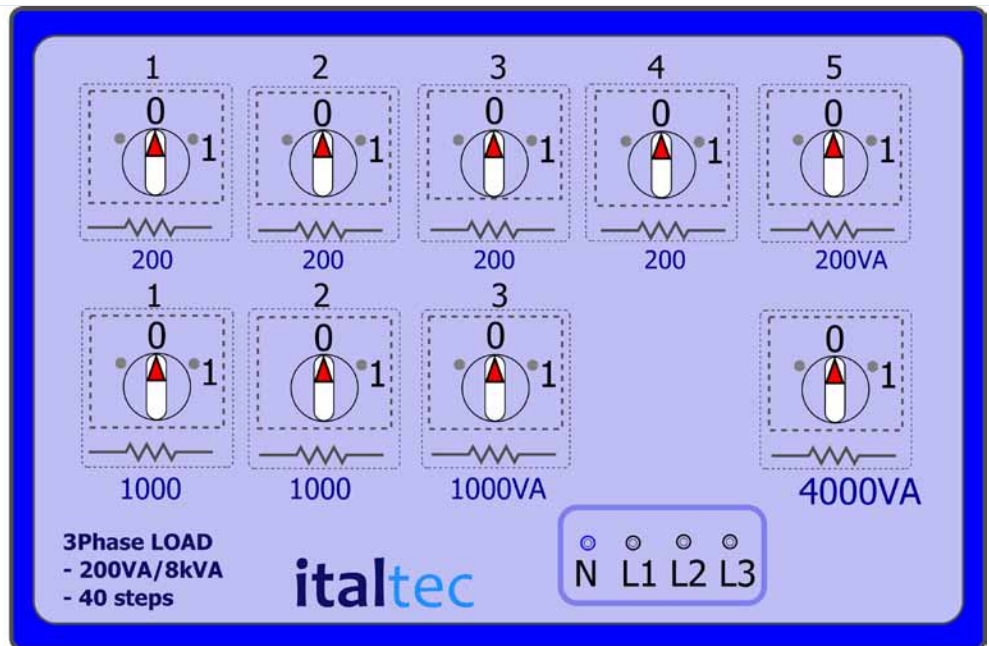 1 2 3 4 5
0 0 0 0 0
1 1 1 1 1
200 200 200 200 200VA
1 2 3
0 0 0 0
1 1 1 1
1000 1000 1000VA 4000VA
3Phase LOAD
- 200VA/8kVA
- 40 steps
italtec
N L1 L2 L3